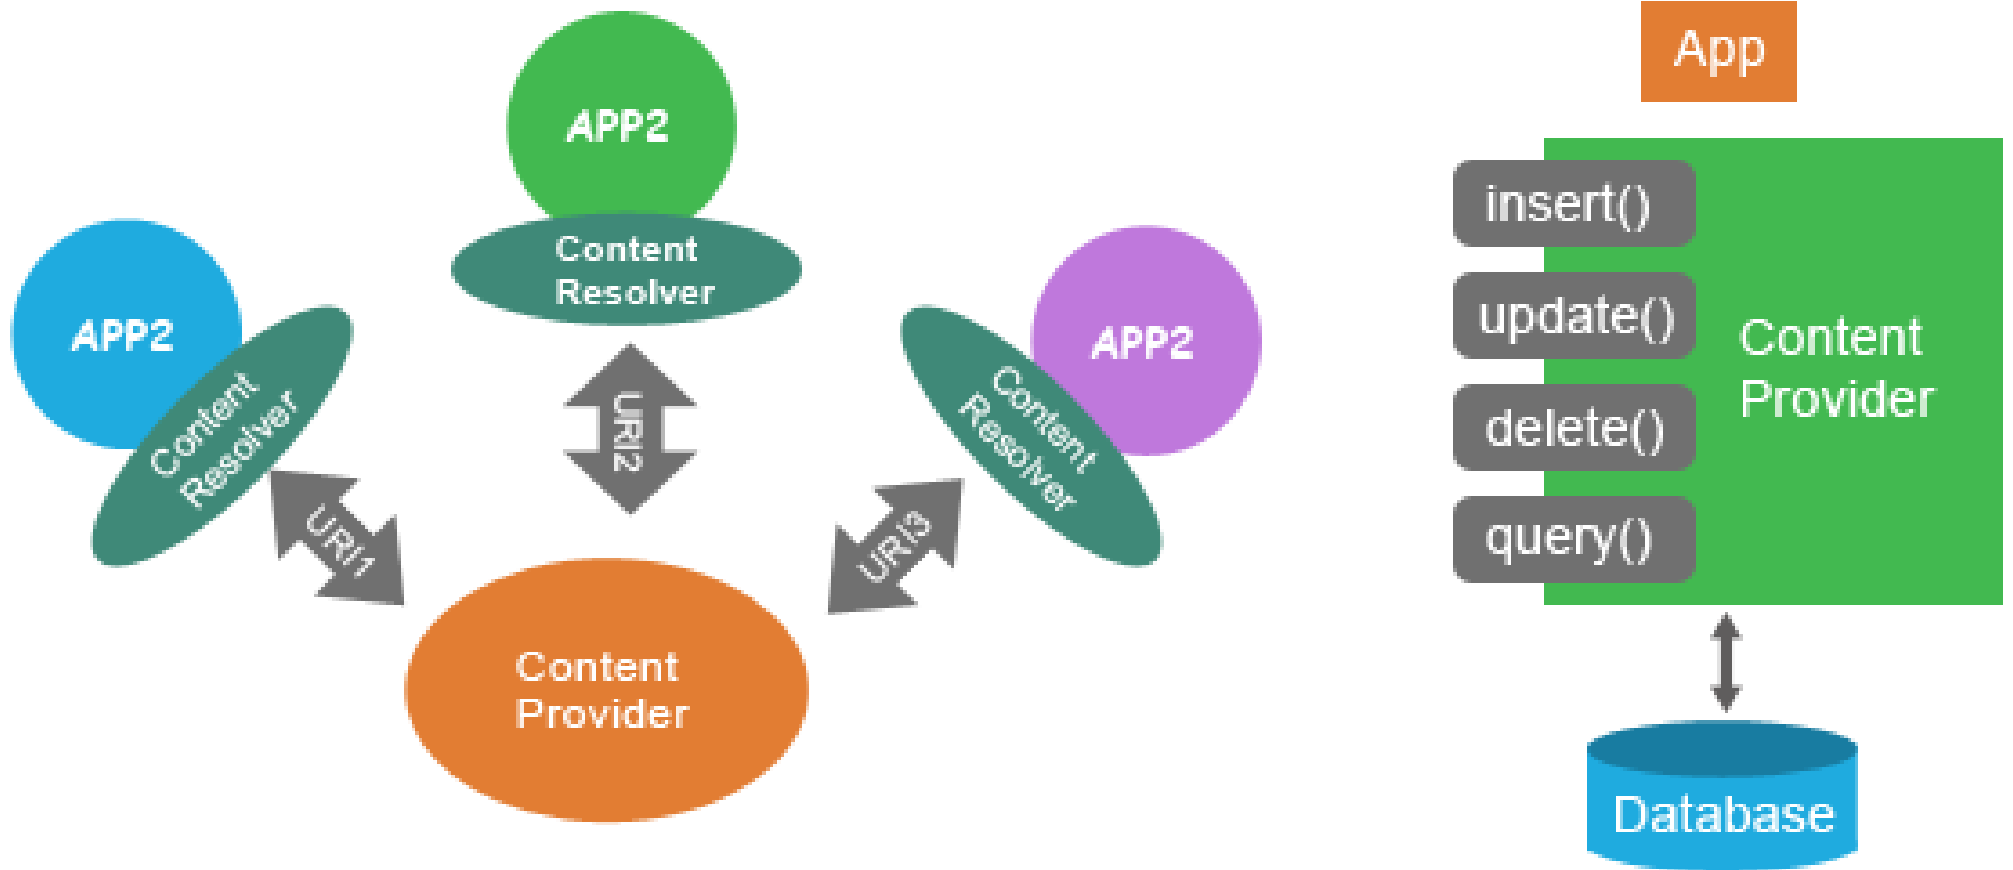 APP2
Content
Resolver
APP2
Content
Resolver
APP2
Content
Resolver
URI1
URI2
URI3
Content
Provider
App
insert()
update()
delete()
query()
Content
Provider
Database